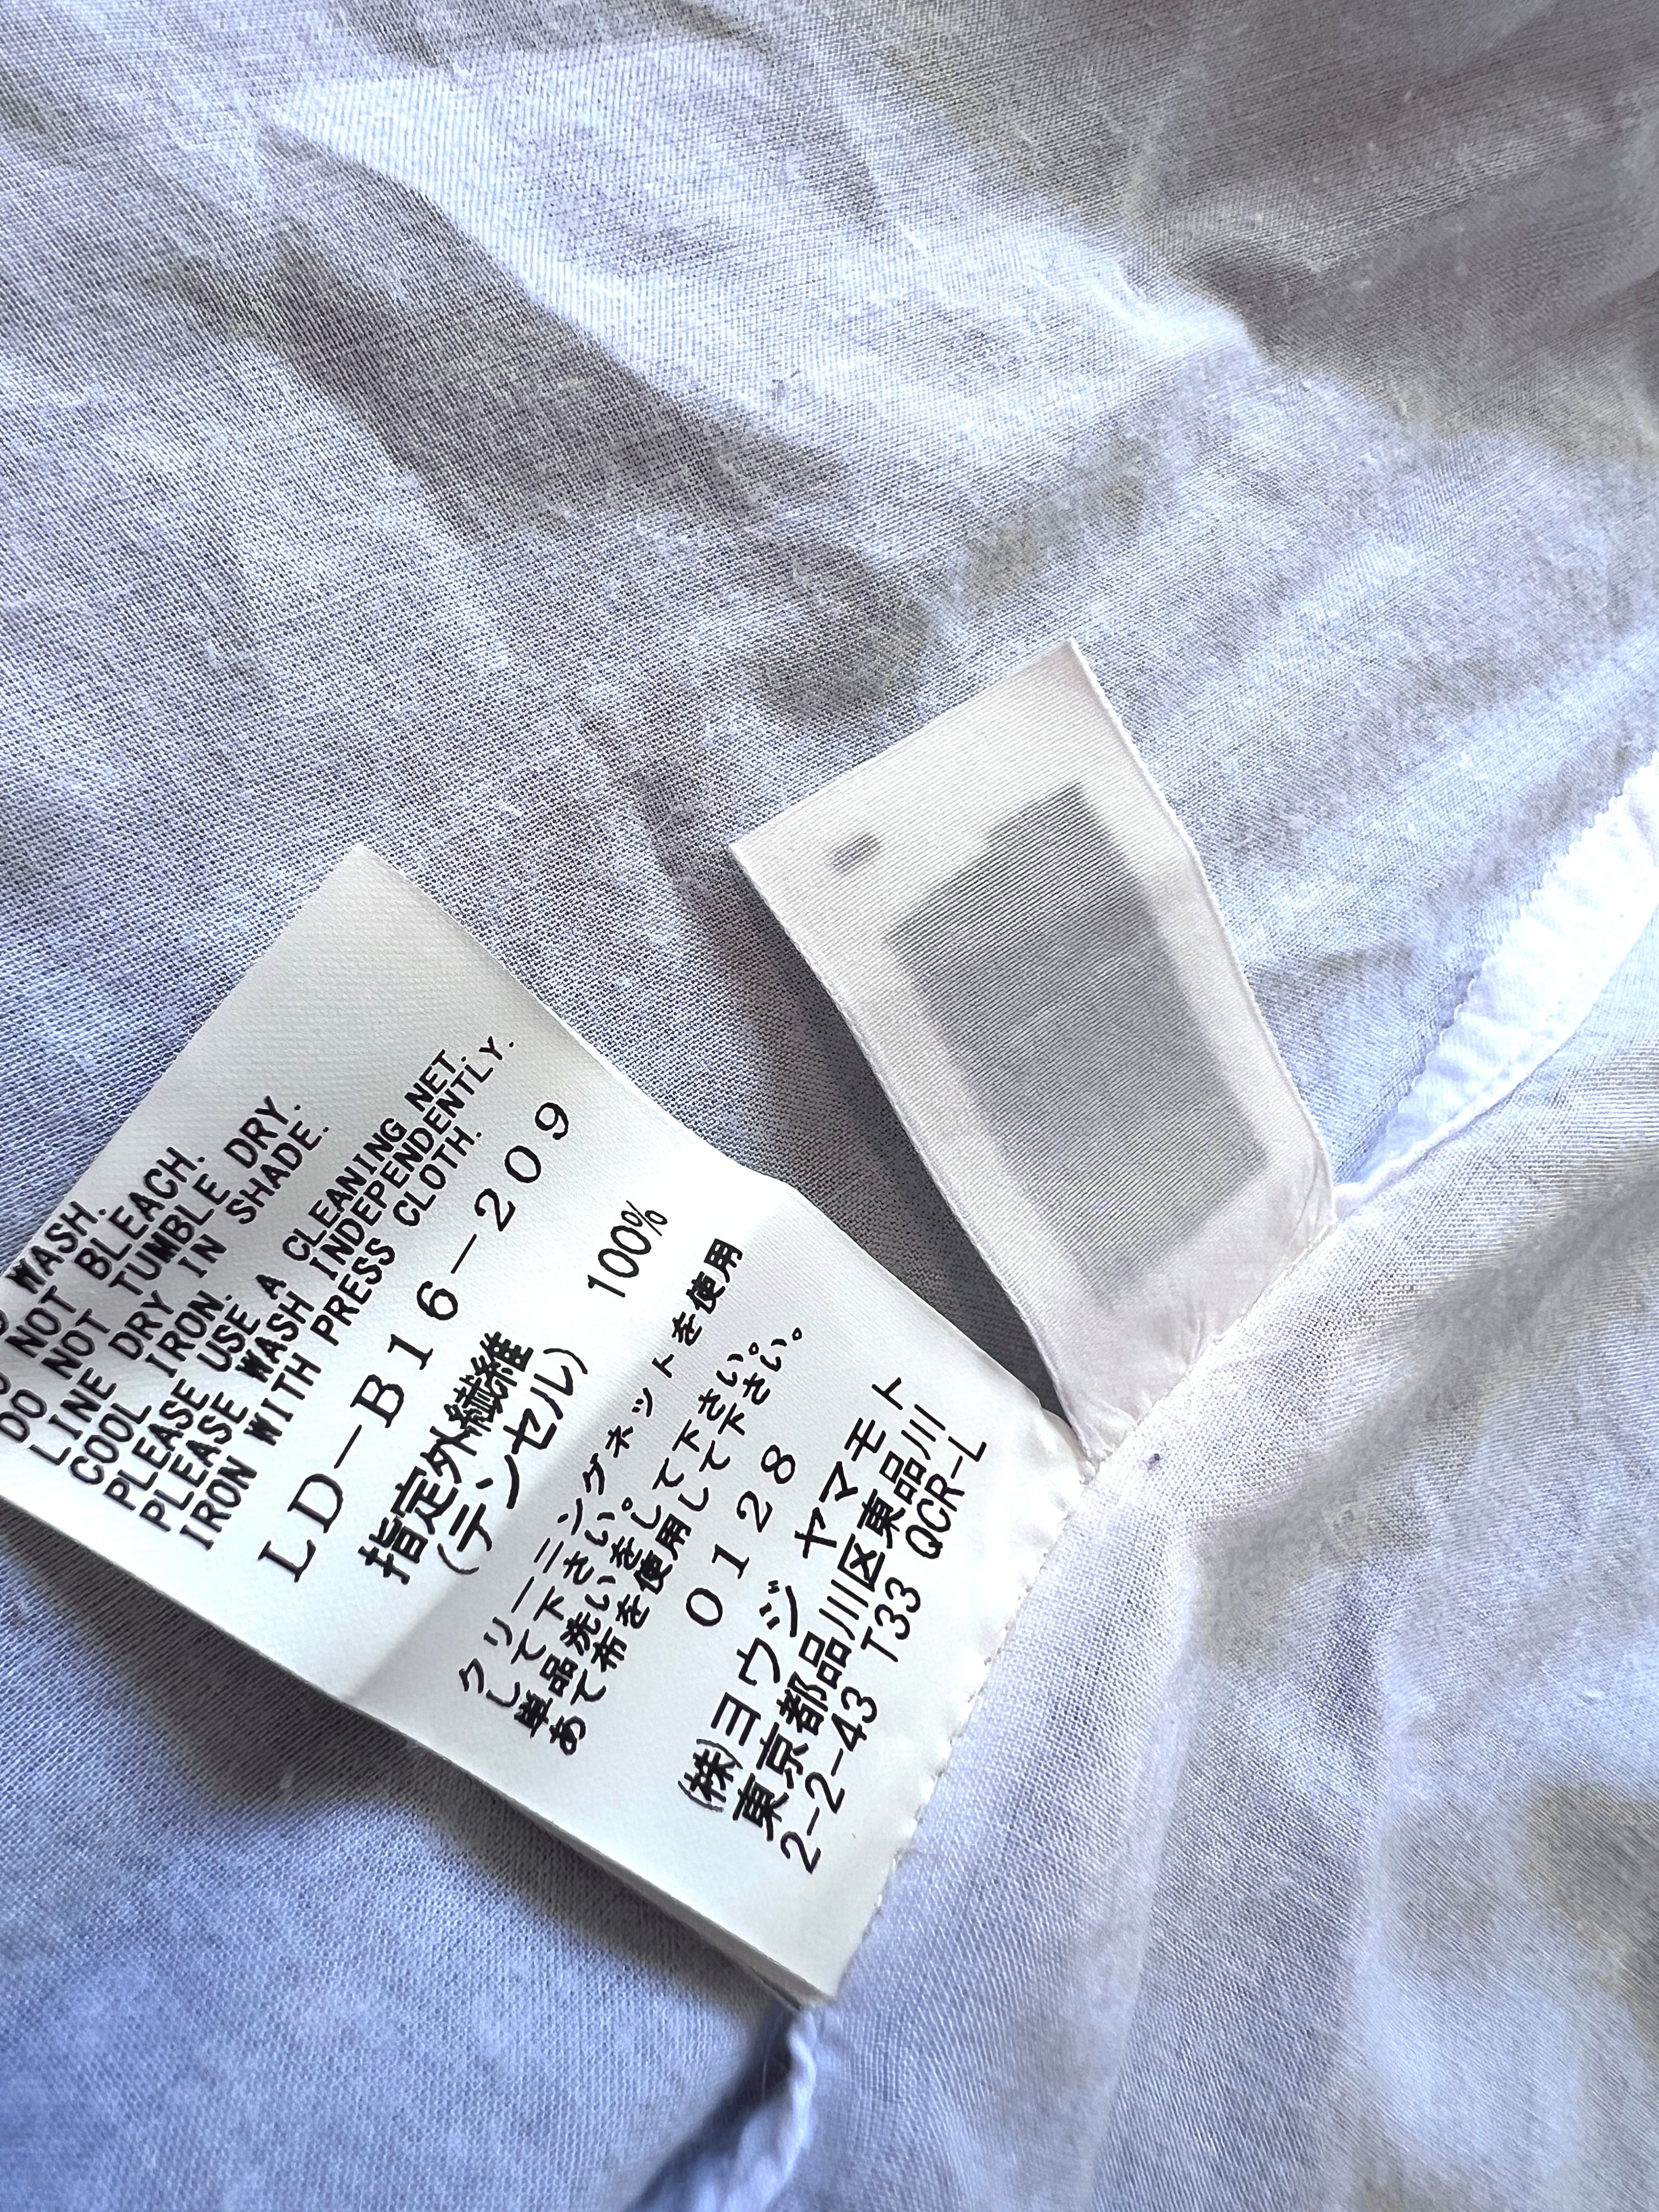 WASH.
NOT BLEACH.
DO NOT TUMBLE DRY.
LINE DRY IN SHADE.
COOL IRON.
PLEASE USE A CLEANING NET.
PLEASE WASH INDEPENDENTLY.
IRON WITH PRESS CLOTH.
LD-B16-209
指定外繊維 100%
(テンセル)
クリーニングネットを使用
して下さい。
単品洗いをして下さい。
あて布を使用して下さい。
0128
(株)ヨウジ ヤマモト
東京都品川区東品川
2-2-43 T33 QCR-L